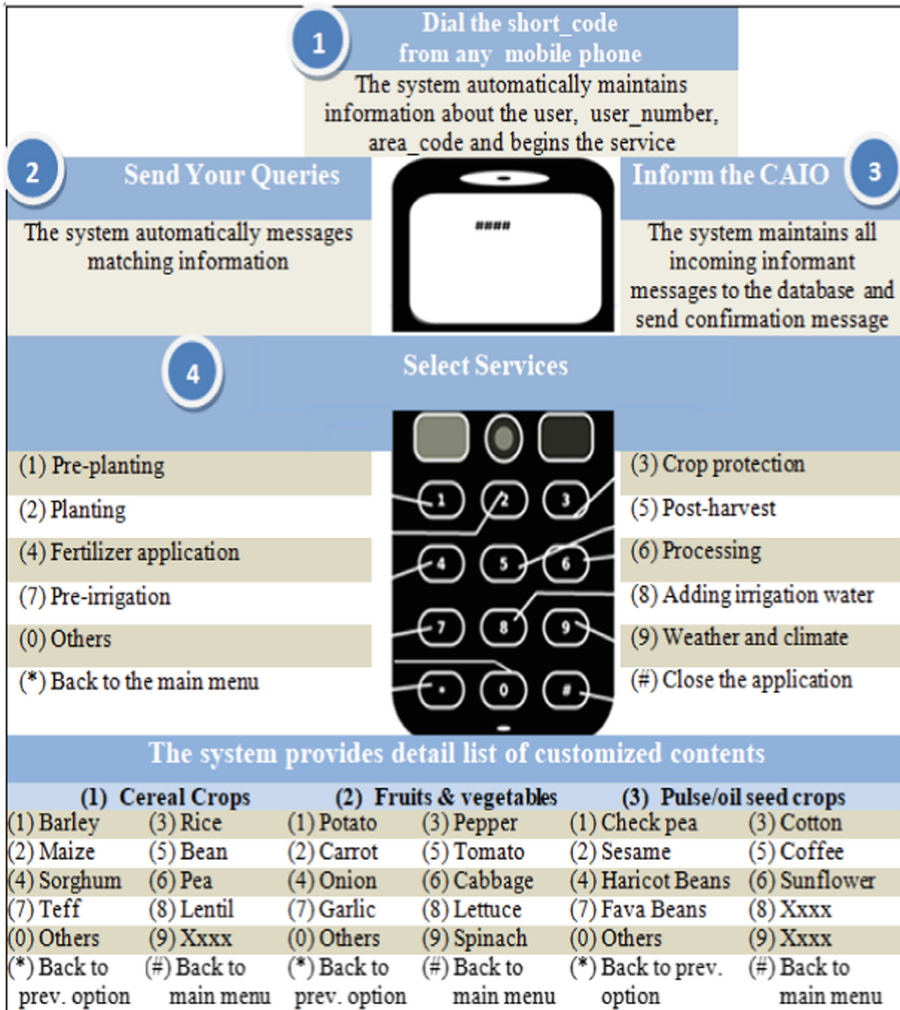 1
Dial the short_code
from any mobile phone
The system automatically maintains
information about the user, user_number,
area_code and begins the service
2
Send Your Queries
The system automatically messages
matching information
####
Inform the CAIO
3
The system maintains all
incoming informant
messages to the database and
send confirmation message
4
Select Services
(1) Pre-planting
(2) Planting
(4) Fertilizer application
(7) Pre-irrigation
(0) Others
(*) Back to the main menu
1 2 3
4 5 6
7 8 9
* 0 #
(3) Crop protection
(5) Post-harvest
(6) Processing
(8) Adding irrigation water
(9) Weather and climate
(#) Close the application
The system provides detail list of customized contents
(1) Cereal Crops (2) Fruits & vegetables (3) Pulse/oil seed crops
(1) Barley (3) Rice (1) Potato (3) Pepper (1) Check pea (3) Cotton
(2) Maize (5) Bean (2) Carrot (5) Tomato (2) Sesame (5) Coffee
(4) Sorghum (6) Pea (4) Onion (6) Cabbage (4) Haricot Beans (6) Sunflower
(7) Teff (8) Lentil (7) Garlic (8) Lettuce (7) Fava Beans (8) Xxxx
(0) Others (9) Xxxx (0) Others (9) Spinach (0) Others (9) Xxxx
(*) Back to (#) Back to (*) Back to (#) Back to (*) Back to prev. (#) Back to
prev. option main menu prev. option main menu option main menu